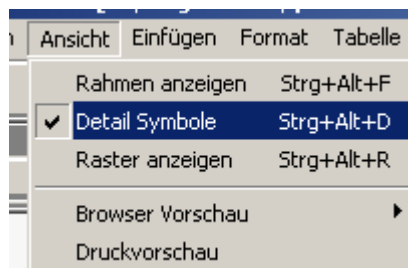 Ansicht Einfügen Format Tabelle
Rahmen anzeigen Strg+Alt+F
Detail Symbole Strg+Alt+D
Raster anzeigen Strg+Alt+R
Browser Vorschau
Druckvorschau